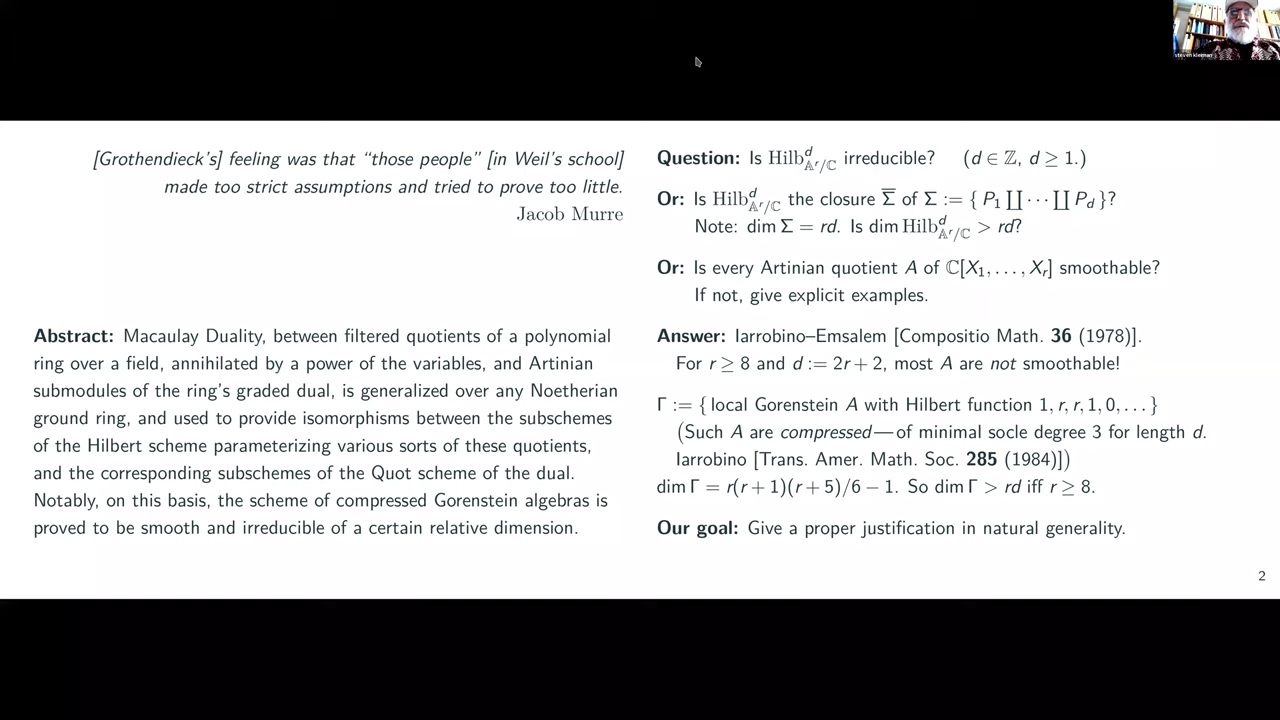 steven kleiman
[Grothendieck's] feeling was that “those people” [in Weil's school]
made too strict assumptions and tried to prove too little.
Jacob Murre
Abstract: Macaulay Duality, between filtered quotients of a polynomial
ring over a field, annihilated by a power of the variables, and Artinian
submodules of the ring's graded dual, is generalized over any Noetherian
ground ring, and used to provide isomorphisms between the subschemes
of the Hilbert scheme parameterizing various sorts of these quotients,
and the corresponding subschemes of the Quot scheme of the dual.
Notably, on this basis, the scheme of compressed Gorenstein algebras is
proved to be smooth and irreducible of a certain relative dimension.
Question: Is Hilb^d_{𝔸^r/ℂ} irreducible? (d ∈ ℤ, d ≥ 1.)
Or: Is Hilb^d_{𝔸^r/ℂ} the closure Σ̅ of Σ := { P₁ ∐ ··· ∐ P_d }?
Note: dim Σ = rd. Is dim Hilb^d_{𝔸^r/ℂ} > rd?
Or: Is every Artinian quotient A of ℂ[X₁, . . . , X_r] smoothable?
If not, give explicit examples.
Answer: Iarrobino–Emsalem [Compositio Math. 36 (1978)].
For r ≥ 8 and d := 2r + 2, most A are not smoothable!
Γ := { local Gorenstein A with Hilbert function 1, r, r, 1, 0, . . . }
(Such A are compressed—of minimal socle degree 3 for length d.
Iarrobino [Trans. Amer. Math. Soc. 285 (1984)])
dim Γ = r(r + 1)(r + 5)/6 − 1. So dim Γ > rd iff r ≥ 8.
Our goal: Give a proper justification in natural generality.
2